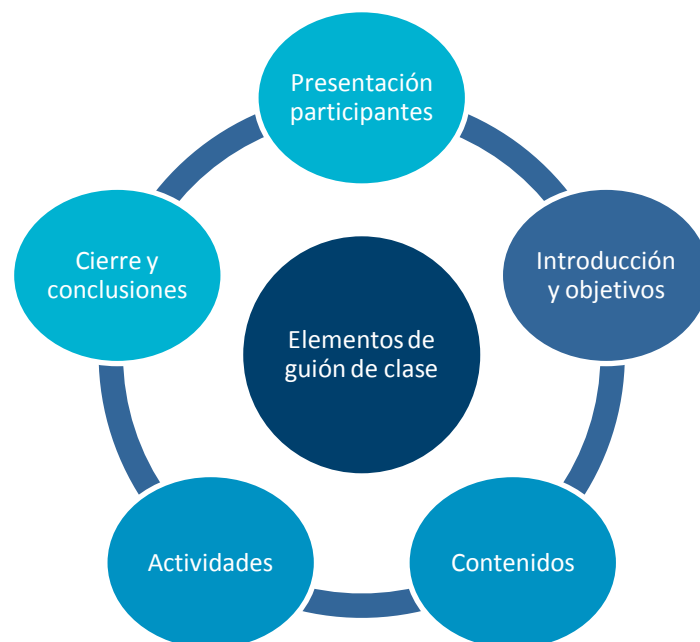 Presentación
participantes
Introducción
y objetivos
Contenidos
Actividades
Cierre y
conclusiones
Elementos de
guión de clase